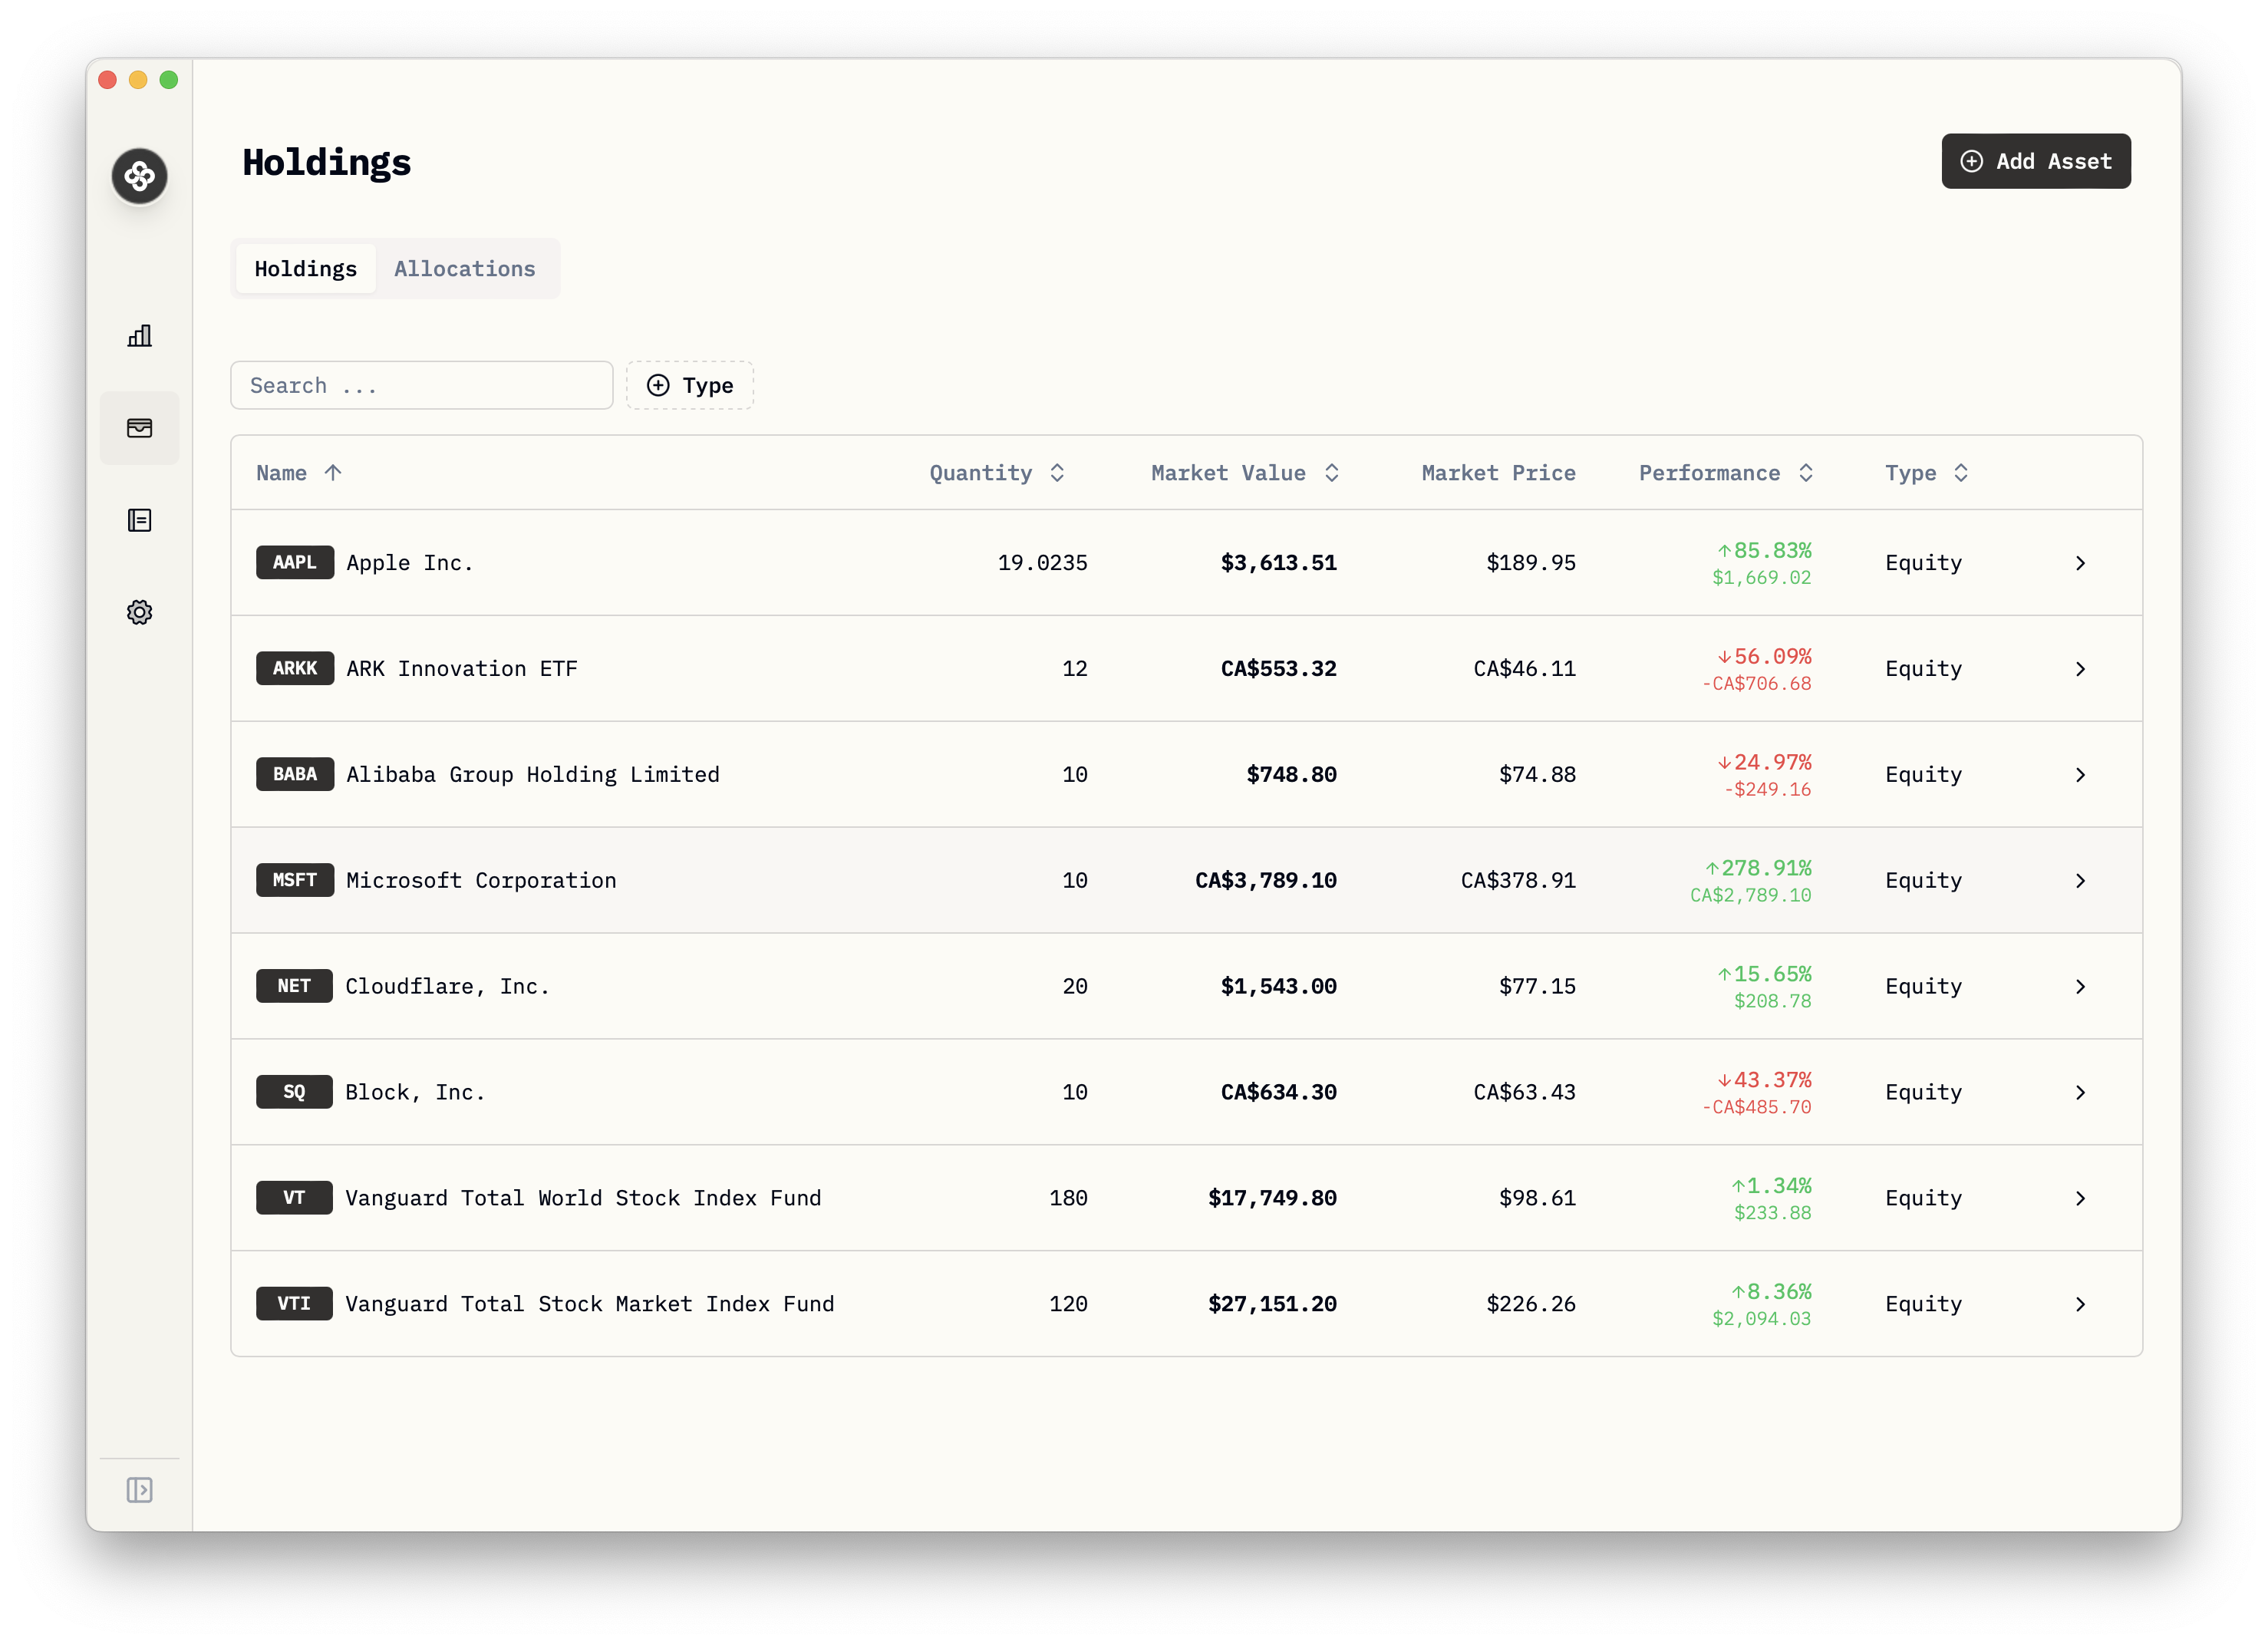 Holdings
Add Asset
Holdings Allocations
Search ... Type
Name Quantity Market Value Market Price Performance Type
AAPL Apple Inc. 19.0235 $3,613.51 $189.95 ↑85.83% Equity
$1,669.02
ARKK ARK Innovation ETF 12 CA$553.32 CA$46.11 ↓56.09% Equity
-CA$706.68
BABA Alibaba Group Holding Limited 10 $748.80 $74.88 ↓24.97% Equity
-$249.16
MSFT Microsoft Corporation 10 CA$3,789.10 CA$378.91 ↑278.91% Equity
CA$2,789.10
NET Cloudflare, Inc. 20 $1,543.00 $77.15 ↑15.65% Equity
$208.78
SQ Block, Inc. 10 CA$634.30 CA$63.43 ↓43.37% Equity
-CA$485.70
VT Vanguard Total World Stock Index Fund 180 $17,749.80 $98.61 ↑1.34% Equity
$233.88
VTI Vanguard Total Stock Market Index Fund 120 $27,151.20 $226.26 ↑8.36% Equity
$2,094.03